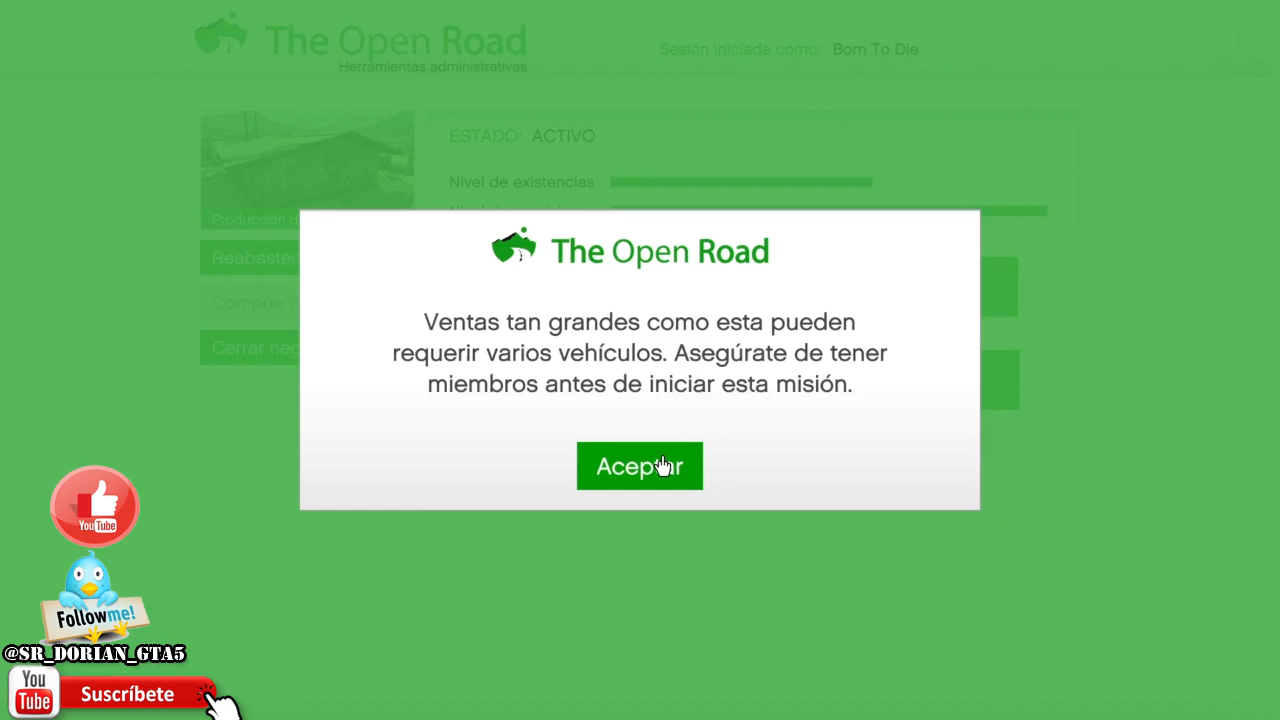 The Open Road
Herramientas administrativas
Sesión iniciada como: Born To Die
ESTADO: ACTIVO
Nivel de existencias
Producción
Comprar
Cerrar
The Open Road
Ventas tan grandes como esta pueden
requerir varios vehículos. Asegúrate de tener
miembros antes de iniciar esta misión.
Aceptar
YouTube
Follow me!
@SR_DORIAN_GTA5
You
Tube
Suscríbete